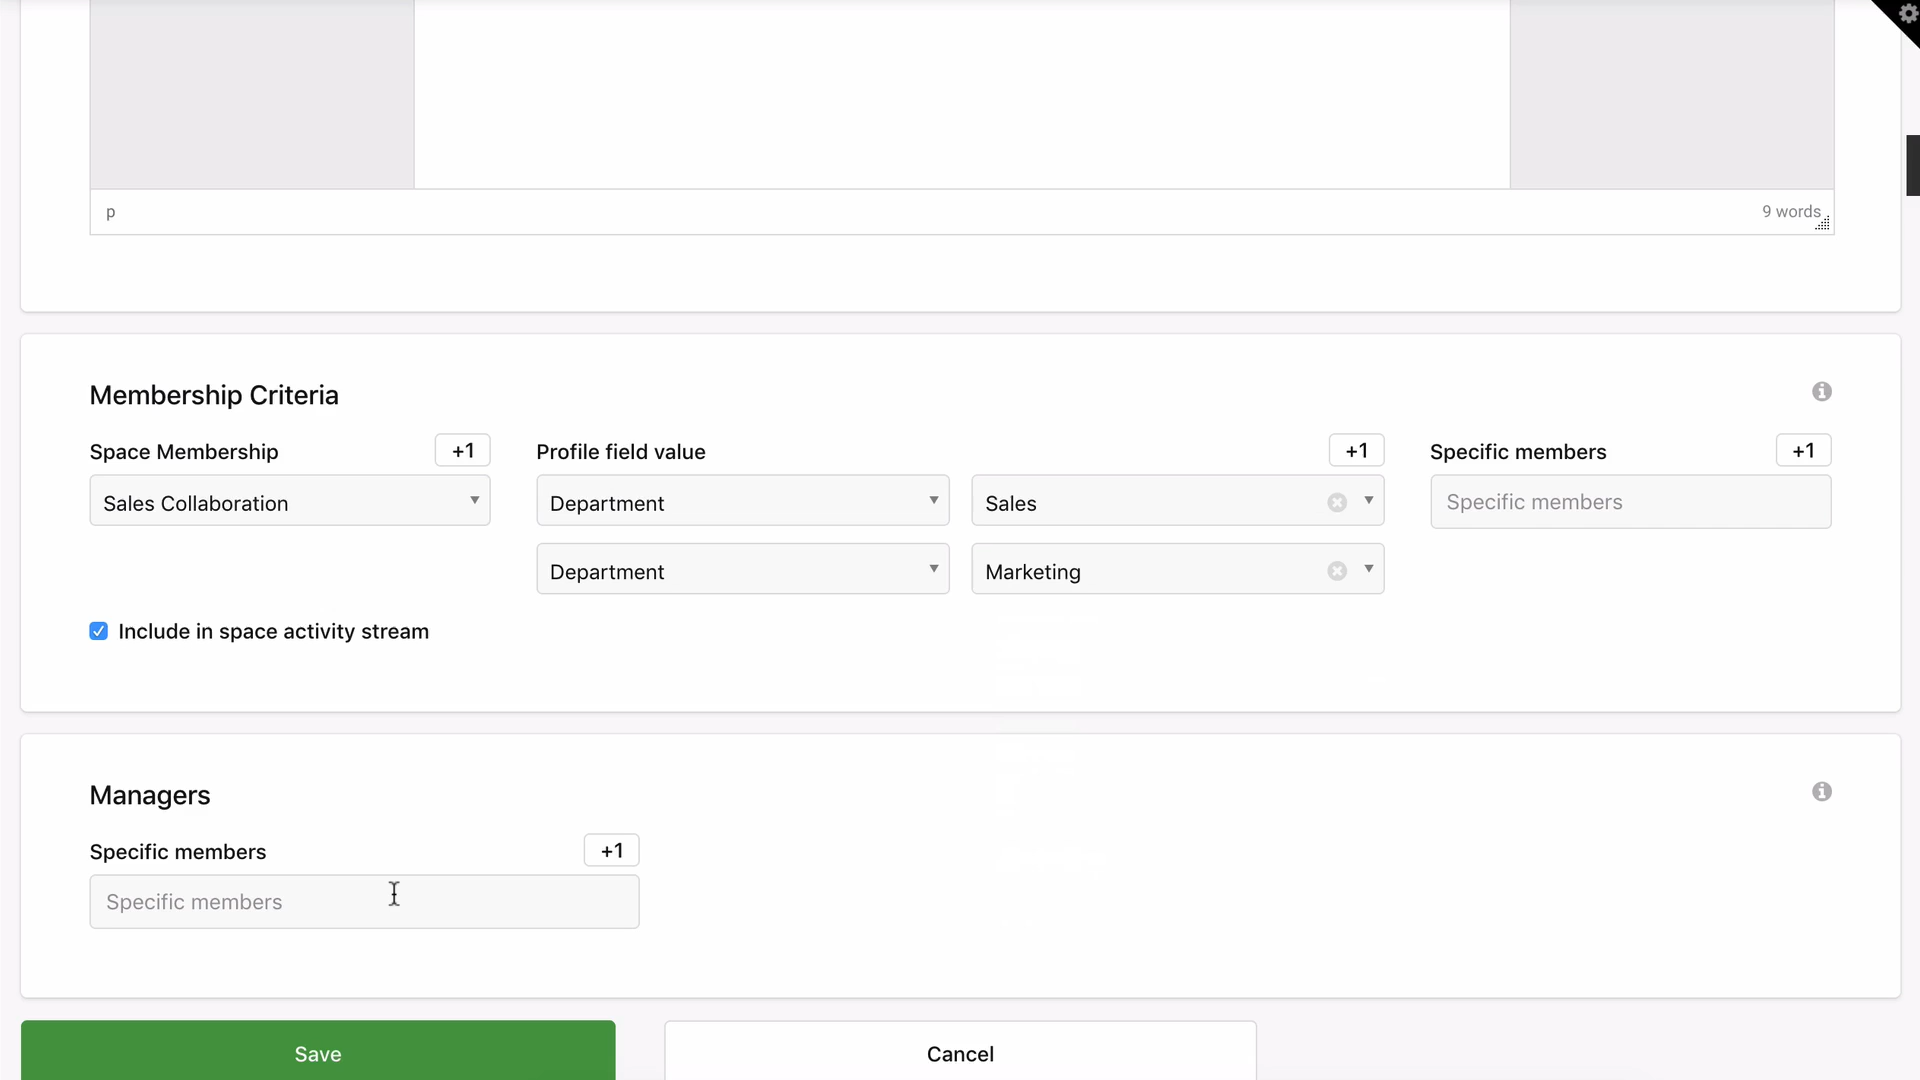 p
9 words
Membership Criteria
Space Membership +1 Profile field value +1 Specific members +1
Sales Collaboration Department Sales Specific members
Department Marketing
Include in space activity stream
Managers
Specific members +1
Specific members
Save Cancel